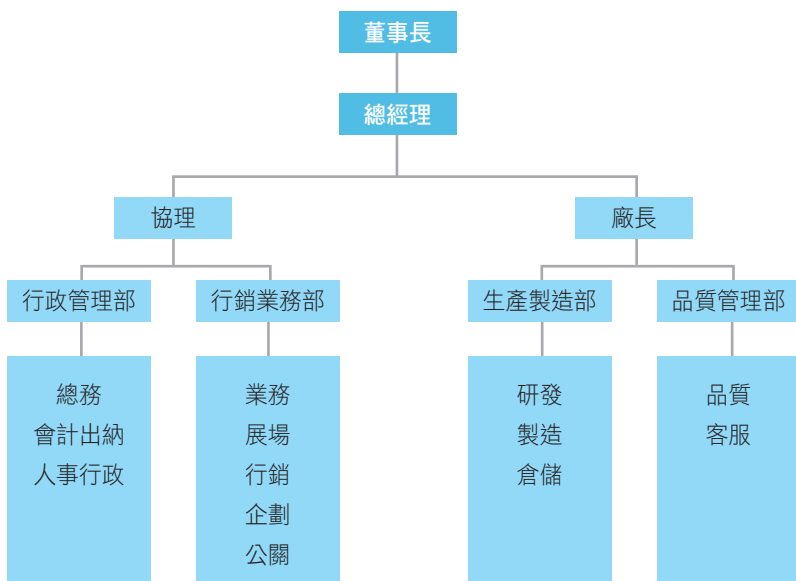 董事長
總經理
協理
廠長
行政管理部
行銷業務部
生產製造部
品質管理部
總務
會計出納
人事行政
業務
展場
行銷
企劃
公關
研發
製造
倉儲
品質
客服